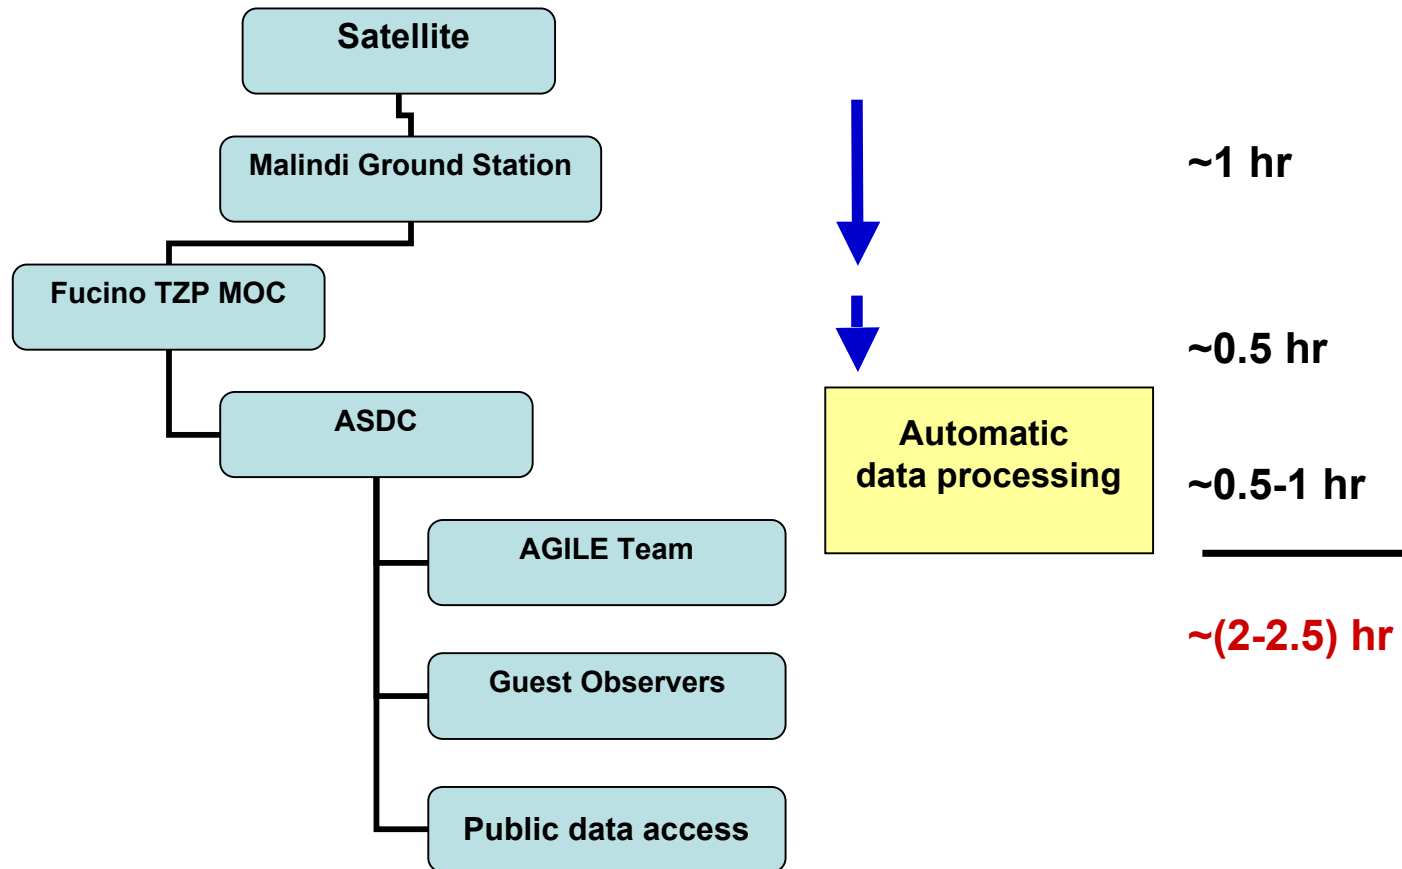 Satellite
Malindi Ground Station
~1 hr
Fucino TZP MOC
~0.5 hr
ASDC
Automatic
data processing
~0.5-1 hr
AGILE Team
~(2-2.5) hr
Guest Observers
Public data access